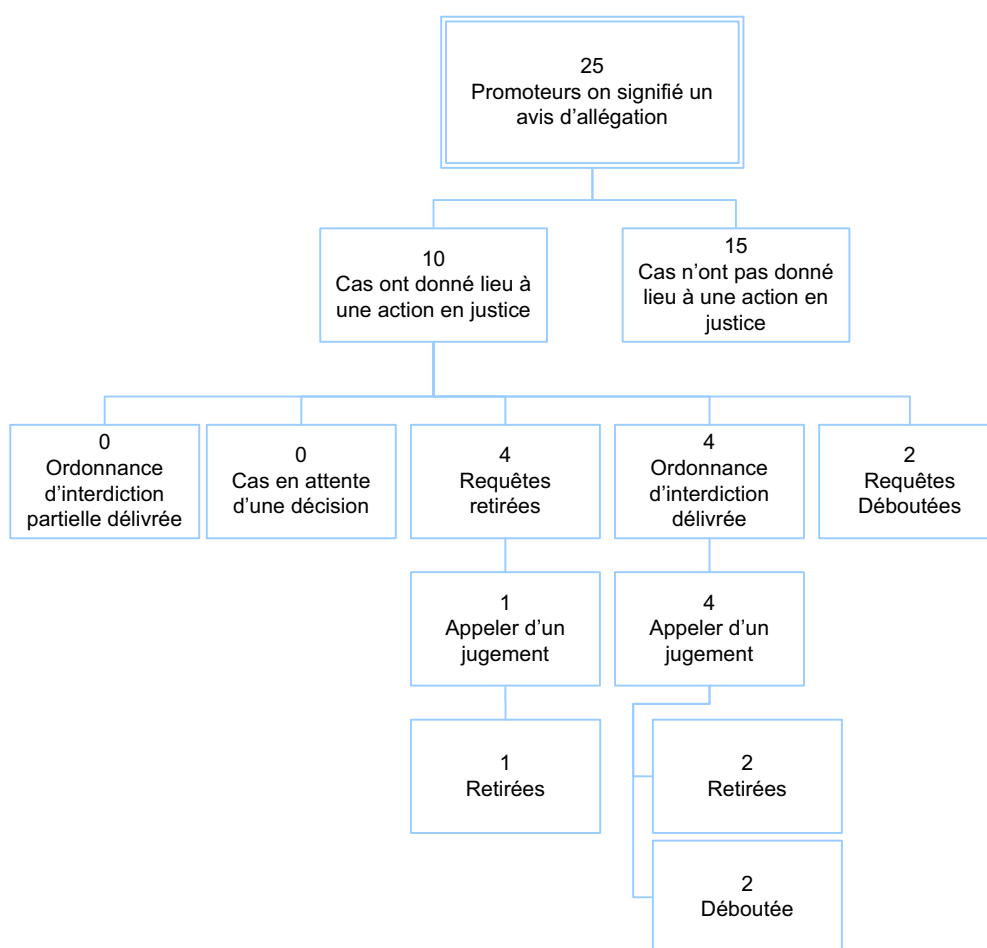 25
Promoteurs on signifié un
avis d'allégation
10
Cas ont donné lieu à
une action en justice
15
Cas n'ont pas donné
lieu à une action en
justice
0
Ordonnance
d'interdiction
partielle délivrée
0
Cas en attente
d'une décision
4
Requêtes
retirées
4
Ordonnance
d'interdiction
délivrée
2
Requêtes
Déboutées
1
Appeler d'un
jugement
4
Appeler d'un
jugement
1
Retirées
2
Retirées
2
Déboutée